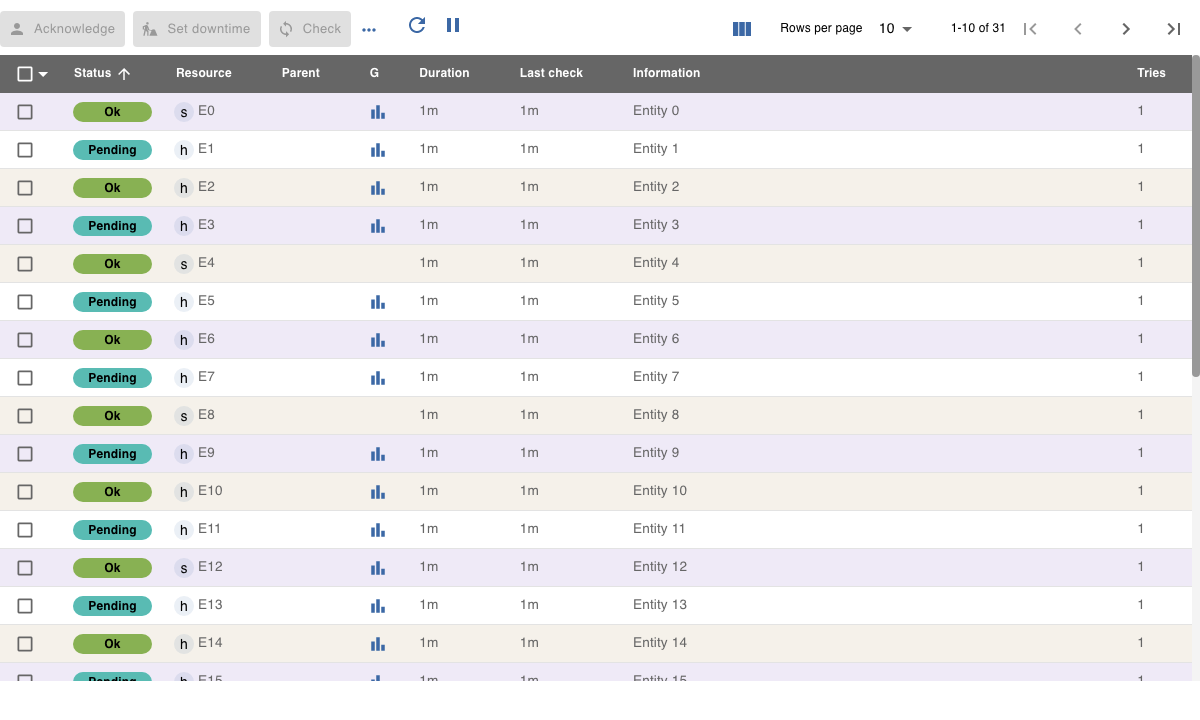 Acknowledge Set downtime Check ... Rows per page 10 1-10 of 31
Status Resource Parent G Duration Last check Information Tries
Ok s E0 1m 1m Entity 0 1
Pending h E1 1m 1m Entity 1 1
Ok h E2 1m 1m Entity 2 1
Pending h E3 1m 1m Entity 3 1
Ok s E4 1m 1m Entity 4 1
Pending h E5 1m 1m Entity 5 1
Ok h E6 1m 1m Entity 6 1
Pending h E7 1m 1m Entity 7 1
Ok s E8 1m 1m Entity 8 1
Pending h E9 1m 1m Entity 9 1
Ok h E10 1m 1m Entity 10 1
Pending h E11 1m 1m Entity 11 1
Ok s E12 1m 1m Entity 12 1
Pending h E13 1m 1m Entity 13 1
Ok h E14 1m 1m Entity 14 1
Pending h E15 1m 1m Entity 15 1